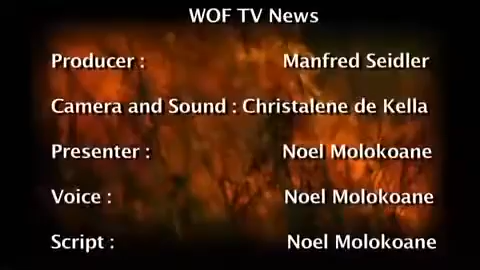 WOF TV News
Producer : Manfred Seidler
Camera and Sound : Christalene de Kella
Presenter : Noel Molokoane
Voice : Noel Molokoane
Script : Noel Molokoane